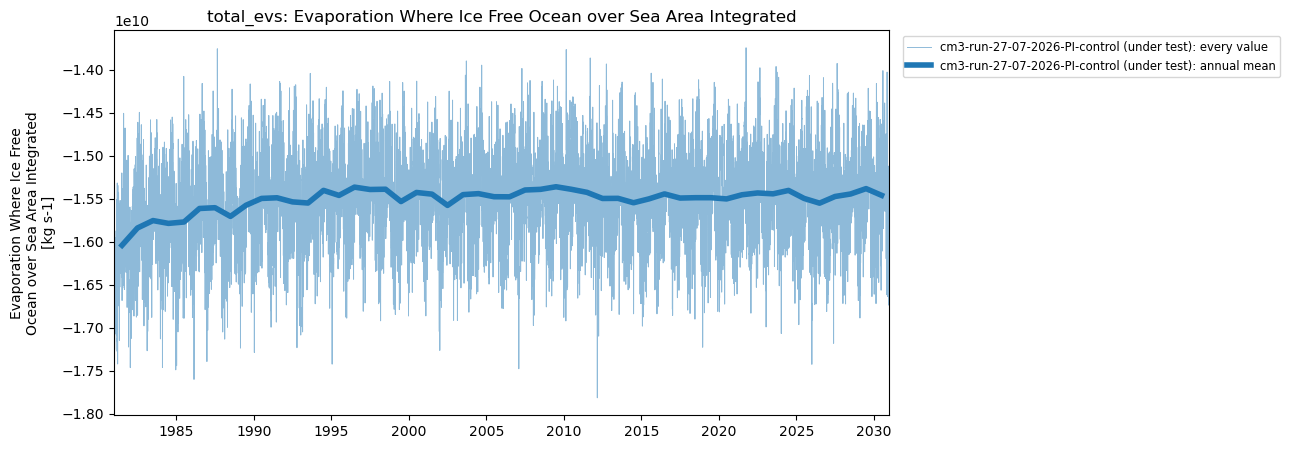 total_evs: Evaporation Where Ice Free Ocean over Sea Area Integrated
1e10
cm3-run-27-07-2026-PI-control (under test): every value
cm3-run-27-07-2026-PI-control (under test): annual mean
Evaporation Where Ice Free
Ocean over Sea Area Integrated
[kg s-1]
−1.40
−1.45
−1.50
−1.55
−1.60
−1.65
−1.70
−1.75
−1.80
1985 1990 1995 2000 2005 2010 2015 2020 2025 2030